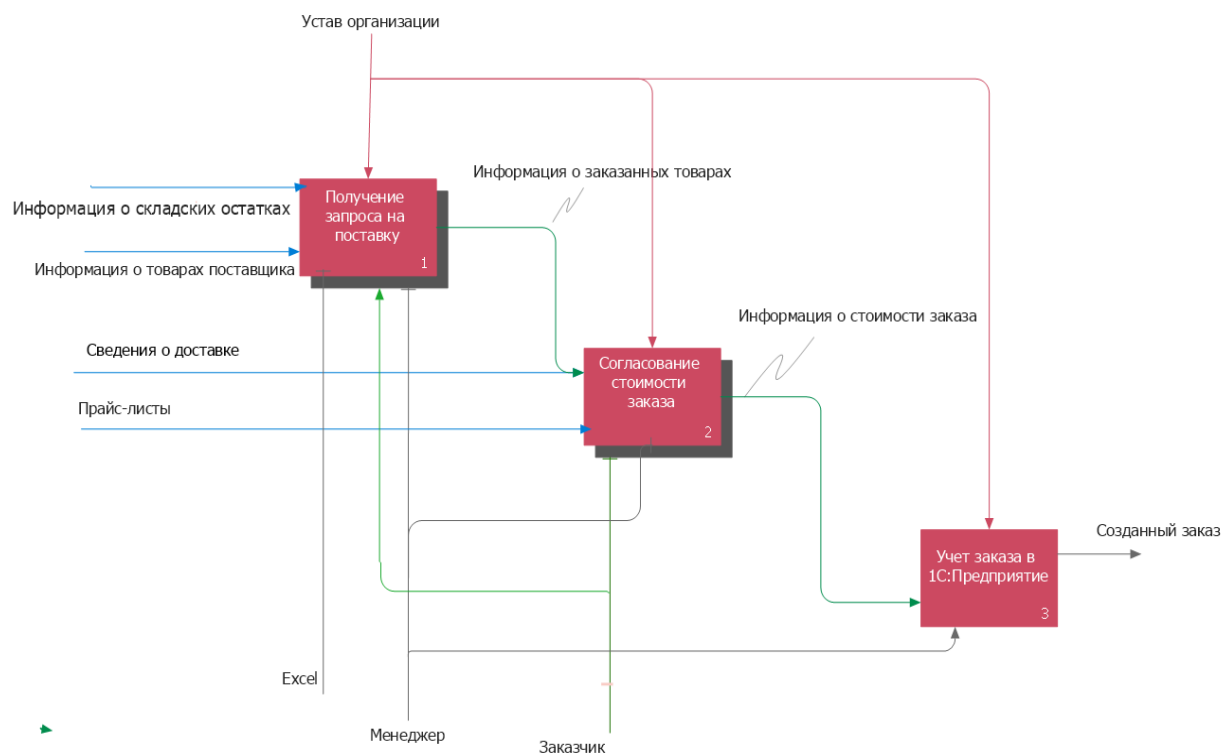 Устав организации
Информация о складских остатках
Информация о товарах поставщика
Получение
запроса на
поставку
1
Информация о заказанных товарах
Сведения о доставке
Прайс-листы
Согласование
стоимости
заказа
2
Информация о стоимости заказа
Учет заказа в
1С:Предприятие
3
Созданный заказ
Excel
Менеджер
Заказчик